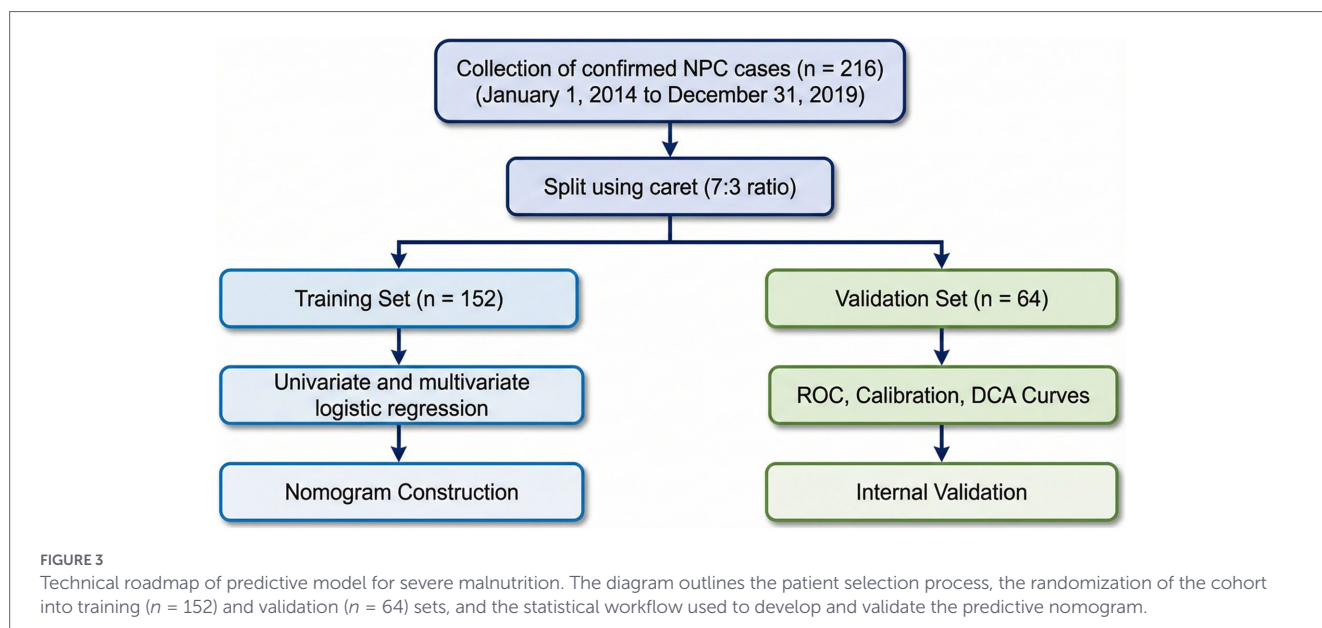 Collection of confirmed NPC cases (n = 216)
(January 1, 2014 to December 31, 2019)
Split using caret (7:3 ratio)
Training Set (n = 152)
Validation Set (n = 64)
Univariate and multivariate
logistic regression
ROC, Calibration, DCA Curves
Nomogram Construction
Internal Validation
FIGURE 3
Technical roadmap of predictive model for severe malnutrition. The diagram outlines the patient selection process, the randomization of the cohort
into training (n = 152) and validation (n = 64) sets, and the statistical workflow used to develop and validate the predictive nomogram.